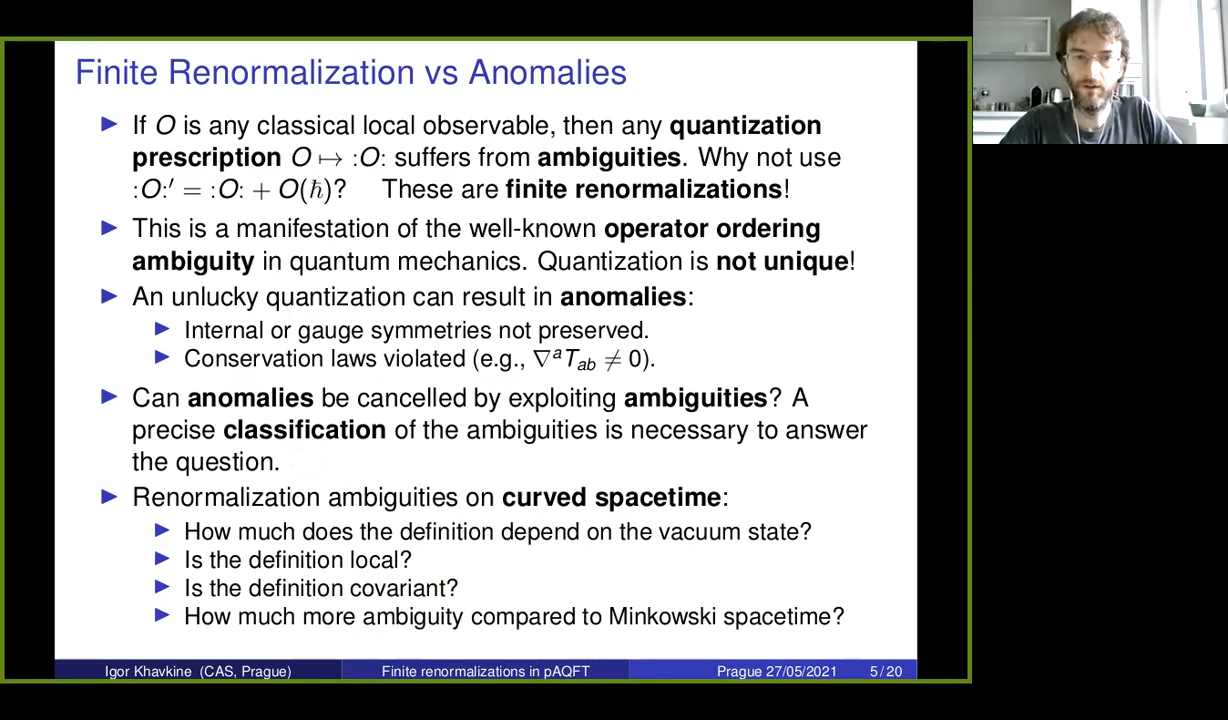 Finite Renormalization vs Anomalies
▶ If O is any classical local observable, then any quantization
prescription O ↦ :O: suffers from ambiguities. Why not use
:O:′ = :O: + O(ℏ)? These are finite renormalizations!
▶ This is a manifestation of the well-known operator ordering
ambiguity in quantum mechanics. Quantization is not unique!
▶ An unlucky quantization can result in anomalies:
▶ Internal or gauge symmetries not preserved.
▶ Conservation laws violated (e.g., ∇ᵃT_ab ≠ 0).
▶ Can anomalies be cancelled by exploiting ambiguities? A
precise classification of the ambiguities is necessary to answer
the question.
▶ Renormalization ambiguities on curved spacetime:
▶ How much does the definition depend on the vacuum state?
▶ Is the definition local?
▶ Is the definition covariant?
▶ How much more ambiguity compared to Minkowski spacetime?
Igor Khavkine (CAS, Prague) Finite renormalizations in pAQFT Prague 27/05/2021 5 / 20